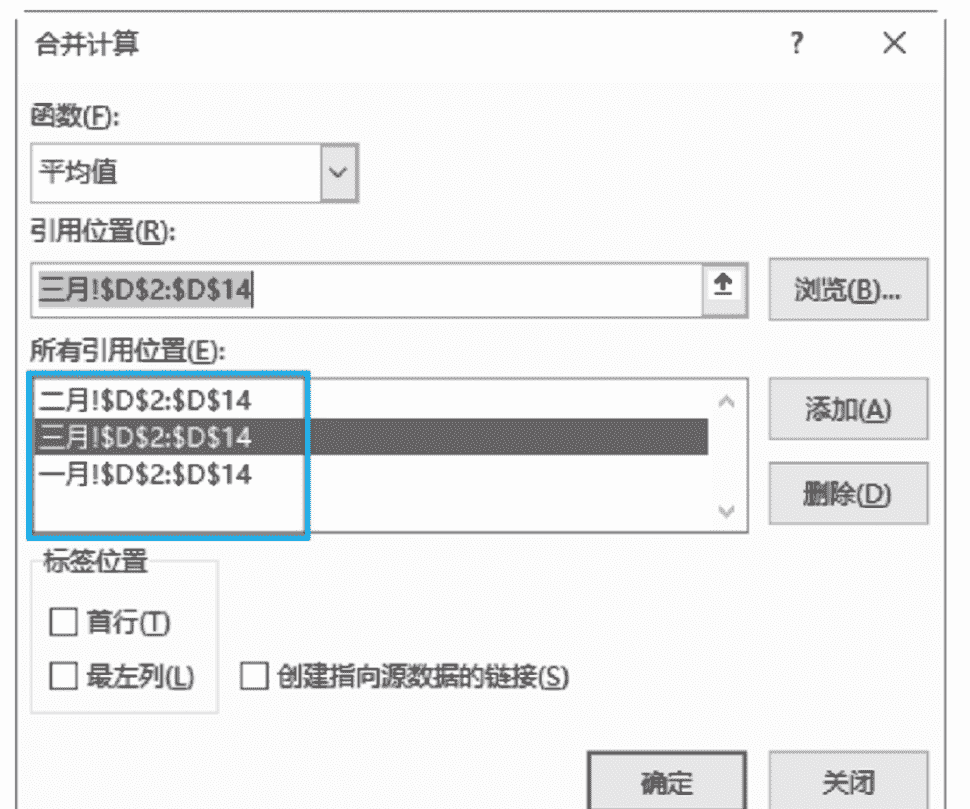 合并计算 ? ×
函数(F):
平均值
引用位置(R):
三月!$D$2:$D$14
浏览(B)...
所有引用位置(E):
二月!$D$2:$D$14
三月!$D$2:$D$14
一月!$D$2:$D$14
添加(A)
删除(D)
标签位置
首行(T)
最左列(L)
创建指向源数据的链接(S)
确定
关闭